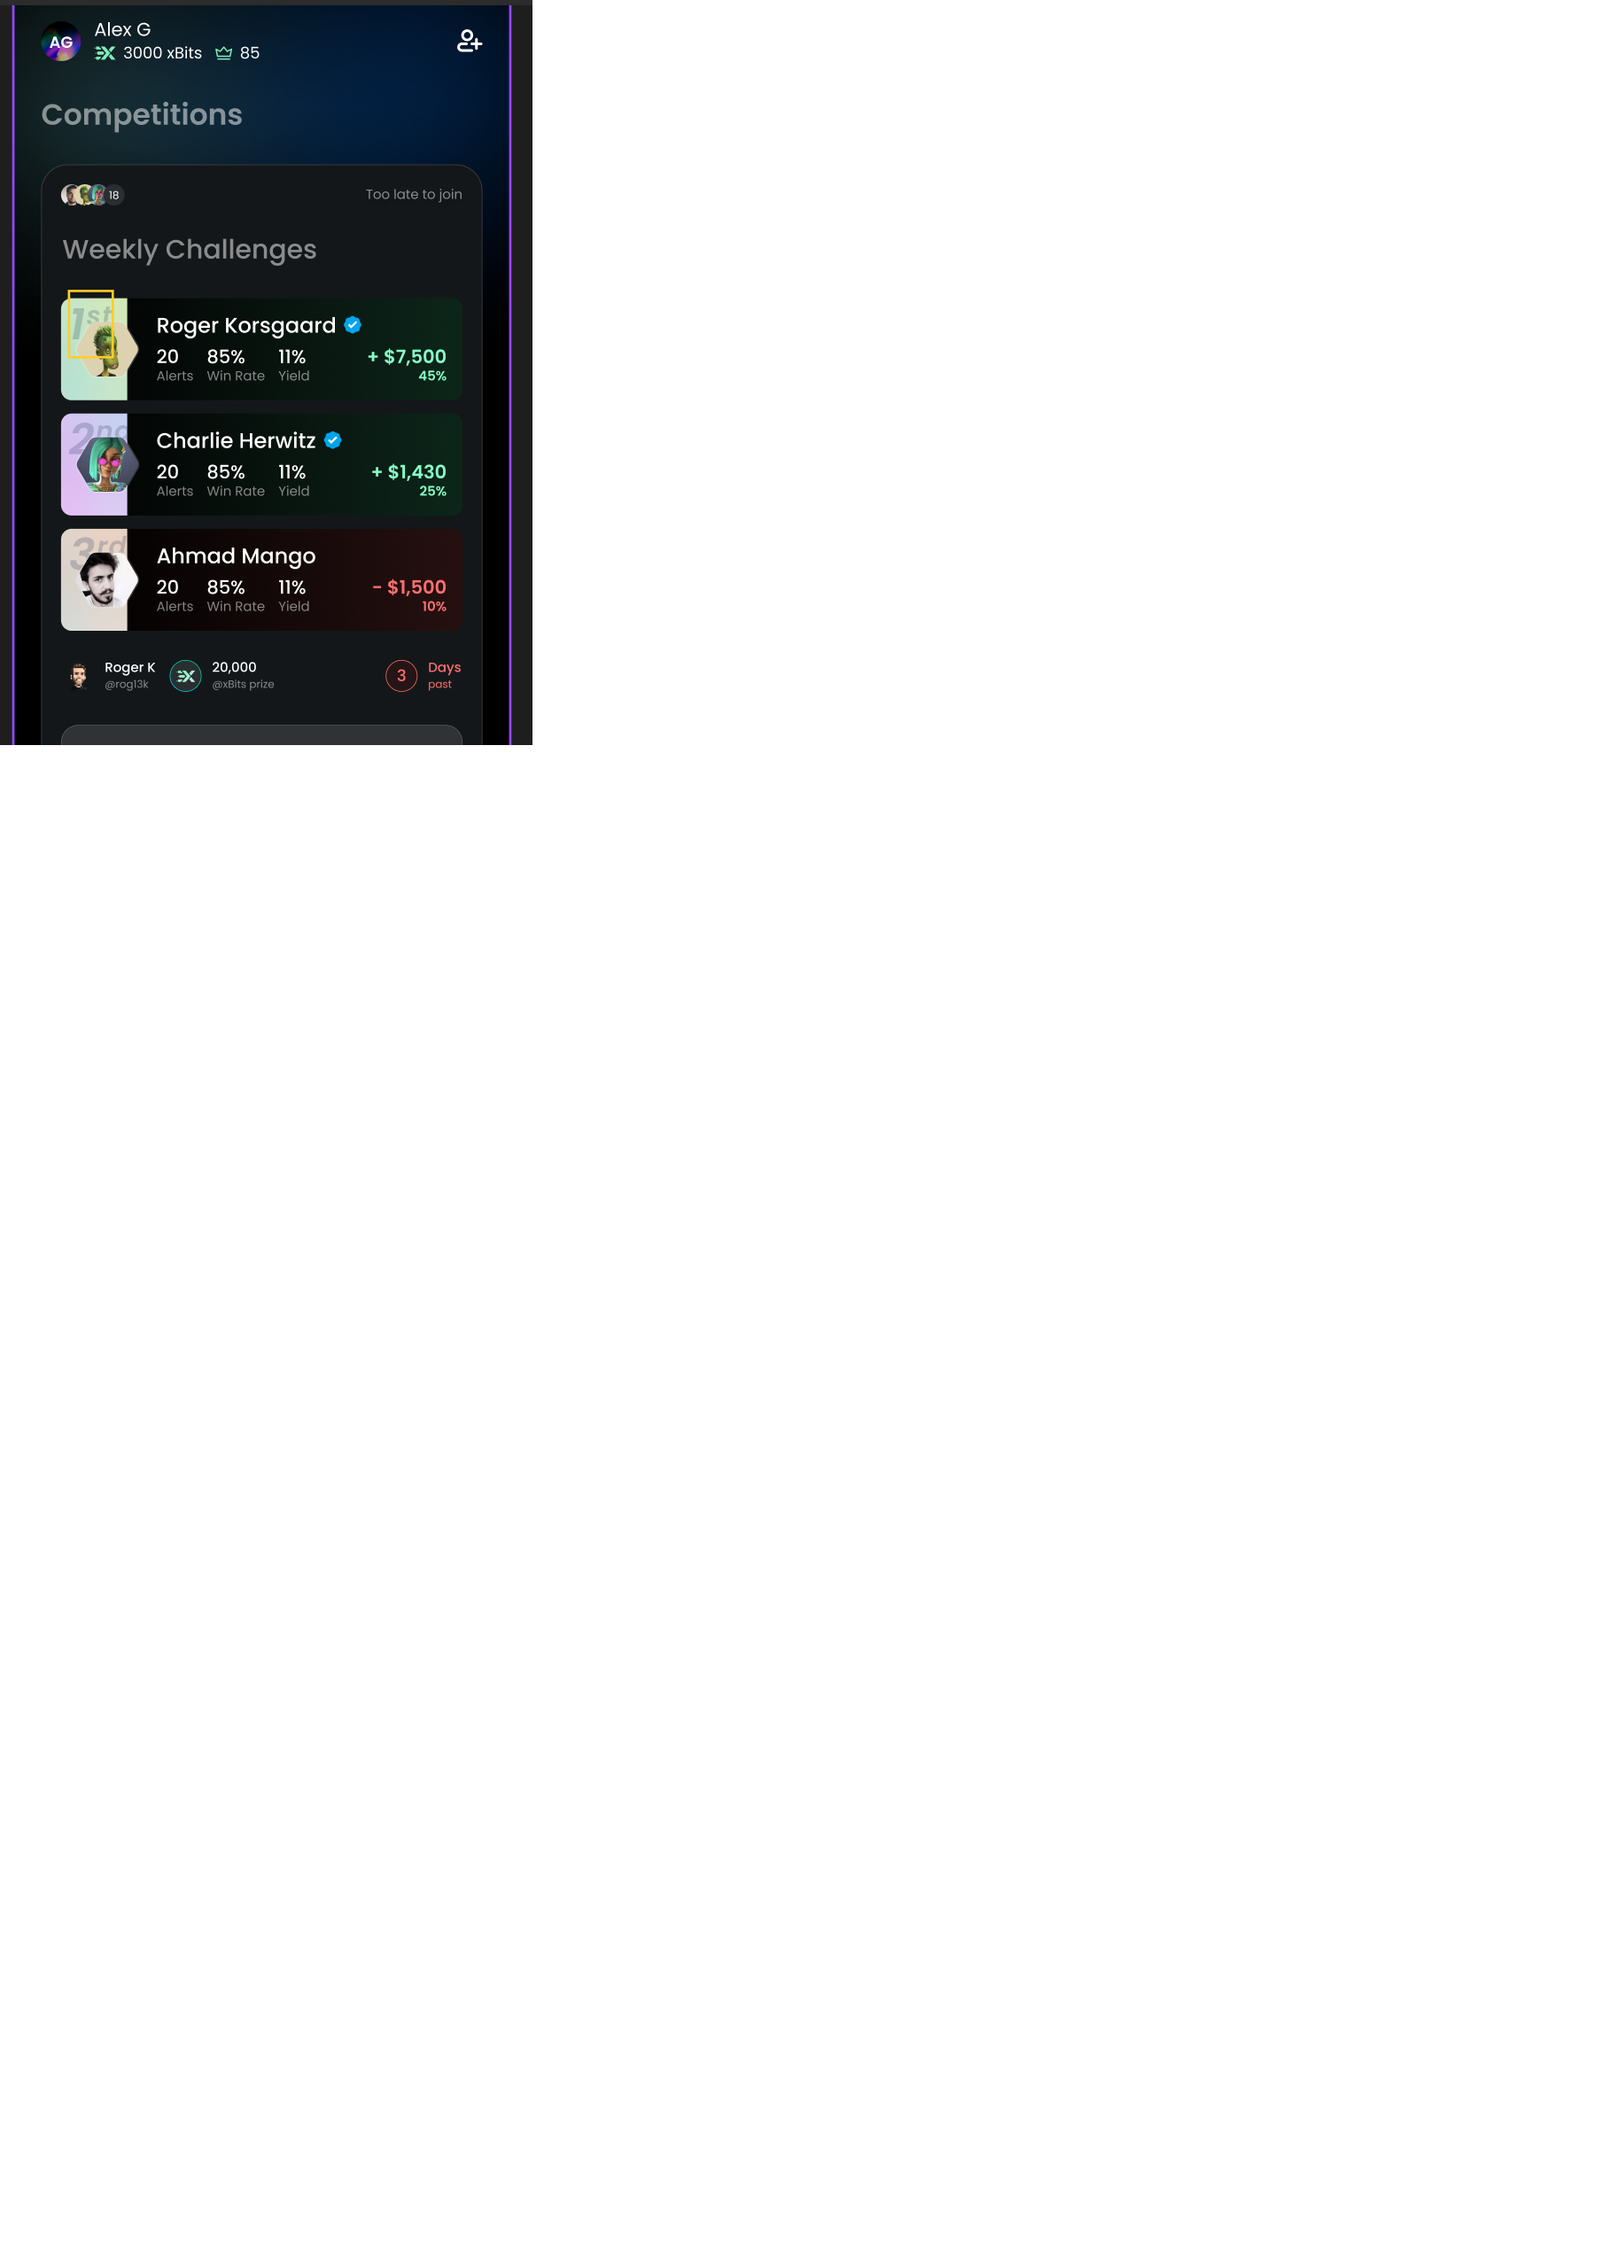 AG
Alex G
3000 xBits 85
Competitions
18
Too late to join
Weekly Challenges
1st
Roger Korsgaard
20 85% 11%
Alerts Win Rate Yield
+ $7,500
45%
2nd
Charlie Herwitz
20 85% 11%
Alerts Win Rate Yield
+ $1,430
25%
3rd
Ahmad Mango
20 85% 11%
Alerts Win Rate Yield
- $1,500
10%
Roger K
@rog13k
20,000
@xBits prize
3
Days
past